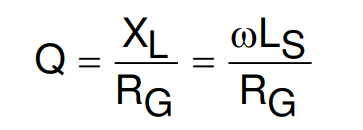 Q = X_L / R_G = ωL_S / R_G